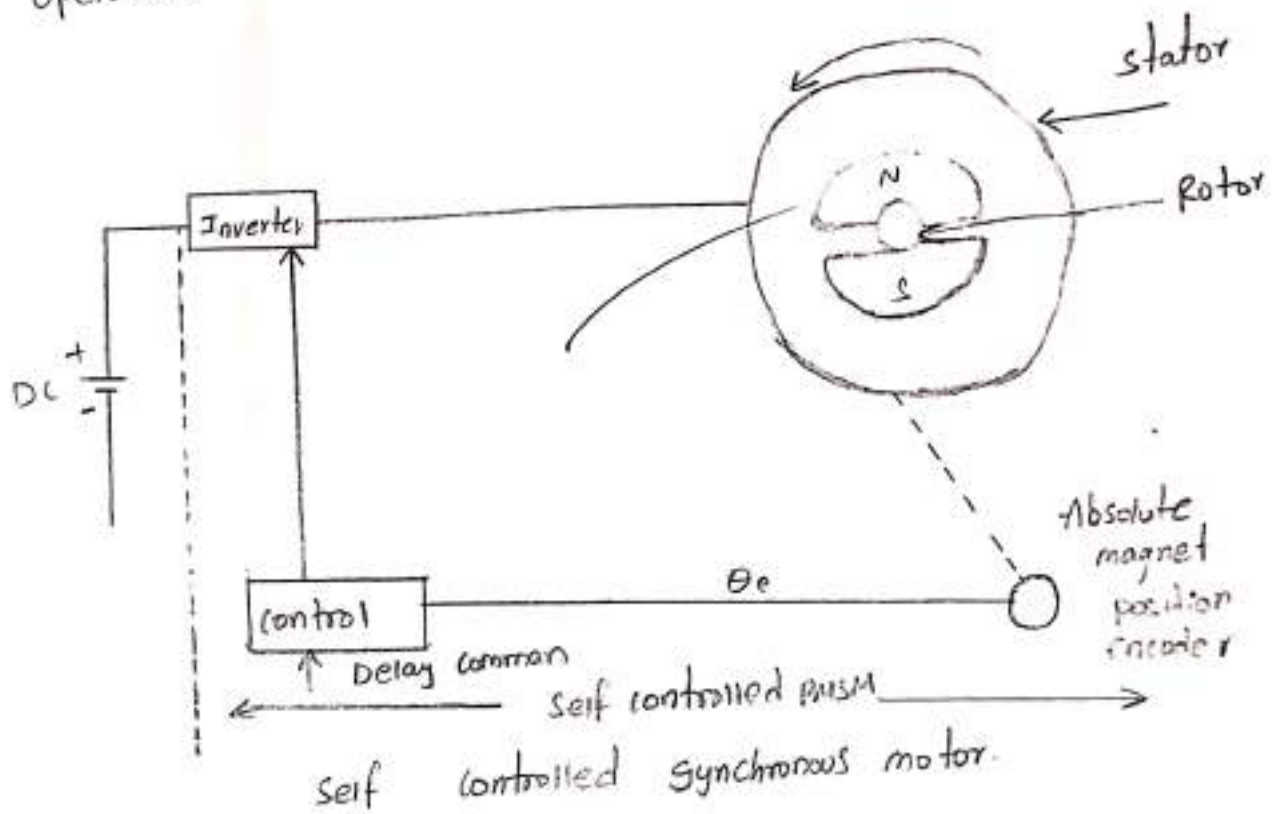 stator
N
Rotor
Inverter
S
+
DC
-
Absolute
magnet
position
encoder
θe
control
Delay common
Self controlled PMSM
Self controlled synchronous motor.